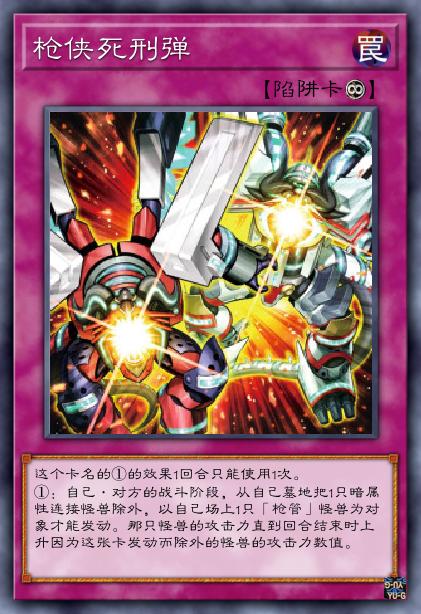 枪侠死刑弹
罠
【陷阱卡♾】
这个卡名的①的效果1回合只能使用1次。
①：自己·对方的战斗阶段，从自己墓地把1只暗属
性连接怪兽除外，以自己场上1只「枪管」怪兽为对
象才能发动。那只怪兽的攻击力直到回合结束时上
升因为这张卡发动而除外的怪兽的攻击力数值。
YU-G